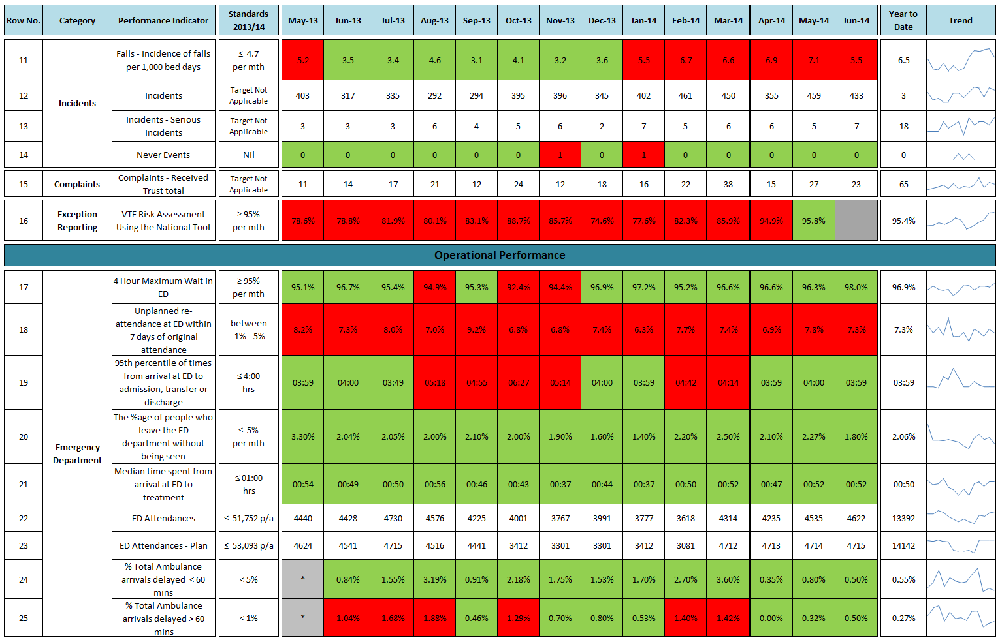 Row No. Category Performance Indicator Standards 2013/14 May-13 Jun-13 Jul-13 Aug-13 Sep-13 Oct-13 Nov-13 Dec-13 Jan-14 Feb-14 Mar-14 Apr-14 May-14 Jun-14 Year to Date Trend
11 Incidents Falls - Incidence of falls per 1,000 bed days ≤ 4.7 per mth 5.2 3.5 3.4 4.6 3.1 4.1 3.2 3.6 5.5 6.7 6.6 6.9 7.1 5.5 6.5
12 Incidents Target Not Applicable 403 317 335 292 294 395 396 345 402 461 450 355 459 433 3
13 Incidents - Serious Incidents Target Not Applicable 3 3 3 6 4 5 6 2 7 5 6 6 5 7 18
14 Never Events Nil 0 0 0 0 0 0 1 0 1 0 0 0 0 0 0
15 Complaints Complaints - Received Trust total Target Not Applicable 11 14 17 21 12 24 12 18 16 22 38 15 27 23 65
16 Exception Reporting VTE Risk Assessment Using the National Tool ≥ 95% per mth 78.6% 78.8% 81.9% 80.1% 83.1% 88.7% 85.7% 74.6% 77.6% 82.3% 85.9% 94.9% 95.8% 95.4%
Operational Performance
17 Emergency Department 4 Hour Maximum Wait in ED ≥ 95% per mth 95.1% 96.7% 95.4% 94.9% 95.3% 92.4% 94.4% 96.9% 97.2% 95.2% 96.6% 96.6% 96.3% 98.0% 96.9%
18 Unplanned re-attendance at ED within 7 days of original attendance between 1% - 5% 8.2% 7.3% 8.0% 7.0% 9.2% 6.8% 6.8% 7.4% 6.3% 7.7% 7.4% 6.9% 7.8% 7.3% 7.3%
19 95th percentile of times from arrival at ED to admission, transfer or discharge ≤ 4:00 hrs 03:59 04:00 03:49 05:18 04:55 06:27 05:14 04:00 03:59 04:42 04:14 03:59 04:00 03:59 03:59
20 The %age of people who leave the ED department without being seen ≤ 5% per mth 3.30% 2.04% 2.05% 2.00% 2.10% 2.00% 1.90% 1.60% 1.40% 2.20% 2.50% 2.10% 2.27% 1.80% 2.06%
21 Median time spent from arrival at ED to treatment ≤ 01:00 hrs 00:54 00:49 00:50 00:56 00:46 00:43 00:37 00:44 00:37 00:50 00:52 00:47 00:52 00:52 00:50
22 ED Attendances ≤ 51,752 p/a 4440 4428 4730 4576 4225 4001 3767 3991 3777 3618 4314 4235 4535 4622 13392
23 ED Attendances - Plan ≤ 53,093 p/a 4624 4541 4715 4516 4441 3412 3301 3301 3412 3081 4712 4713 4714 4715 14142
24 % Total Ambulance arrivals delayed < 60 mins < 5% * 0.84% 1.55% 3.19% 0.91% 2.18% 1.75% 1.53% 1.70% 2.70% 3.60% 0.35% 0.80% 0.50% 0.55%
25 % Total Ambulance arrivals delayed > 60 mins < 1% * 1.04% 1.68% 1.88% 0.46% 1.29% 0.70% 0.80% 0.53% 1.40% 1.42% 0.00% 0.32% 0.50% 0.27%